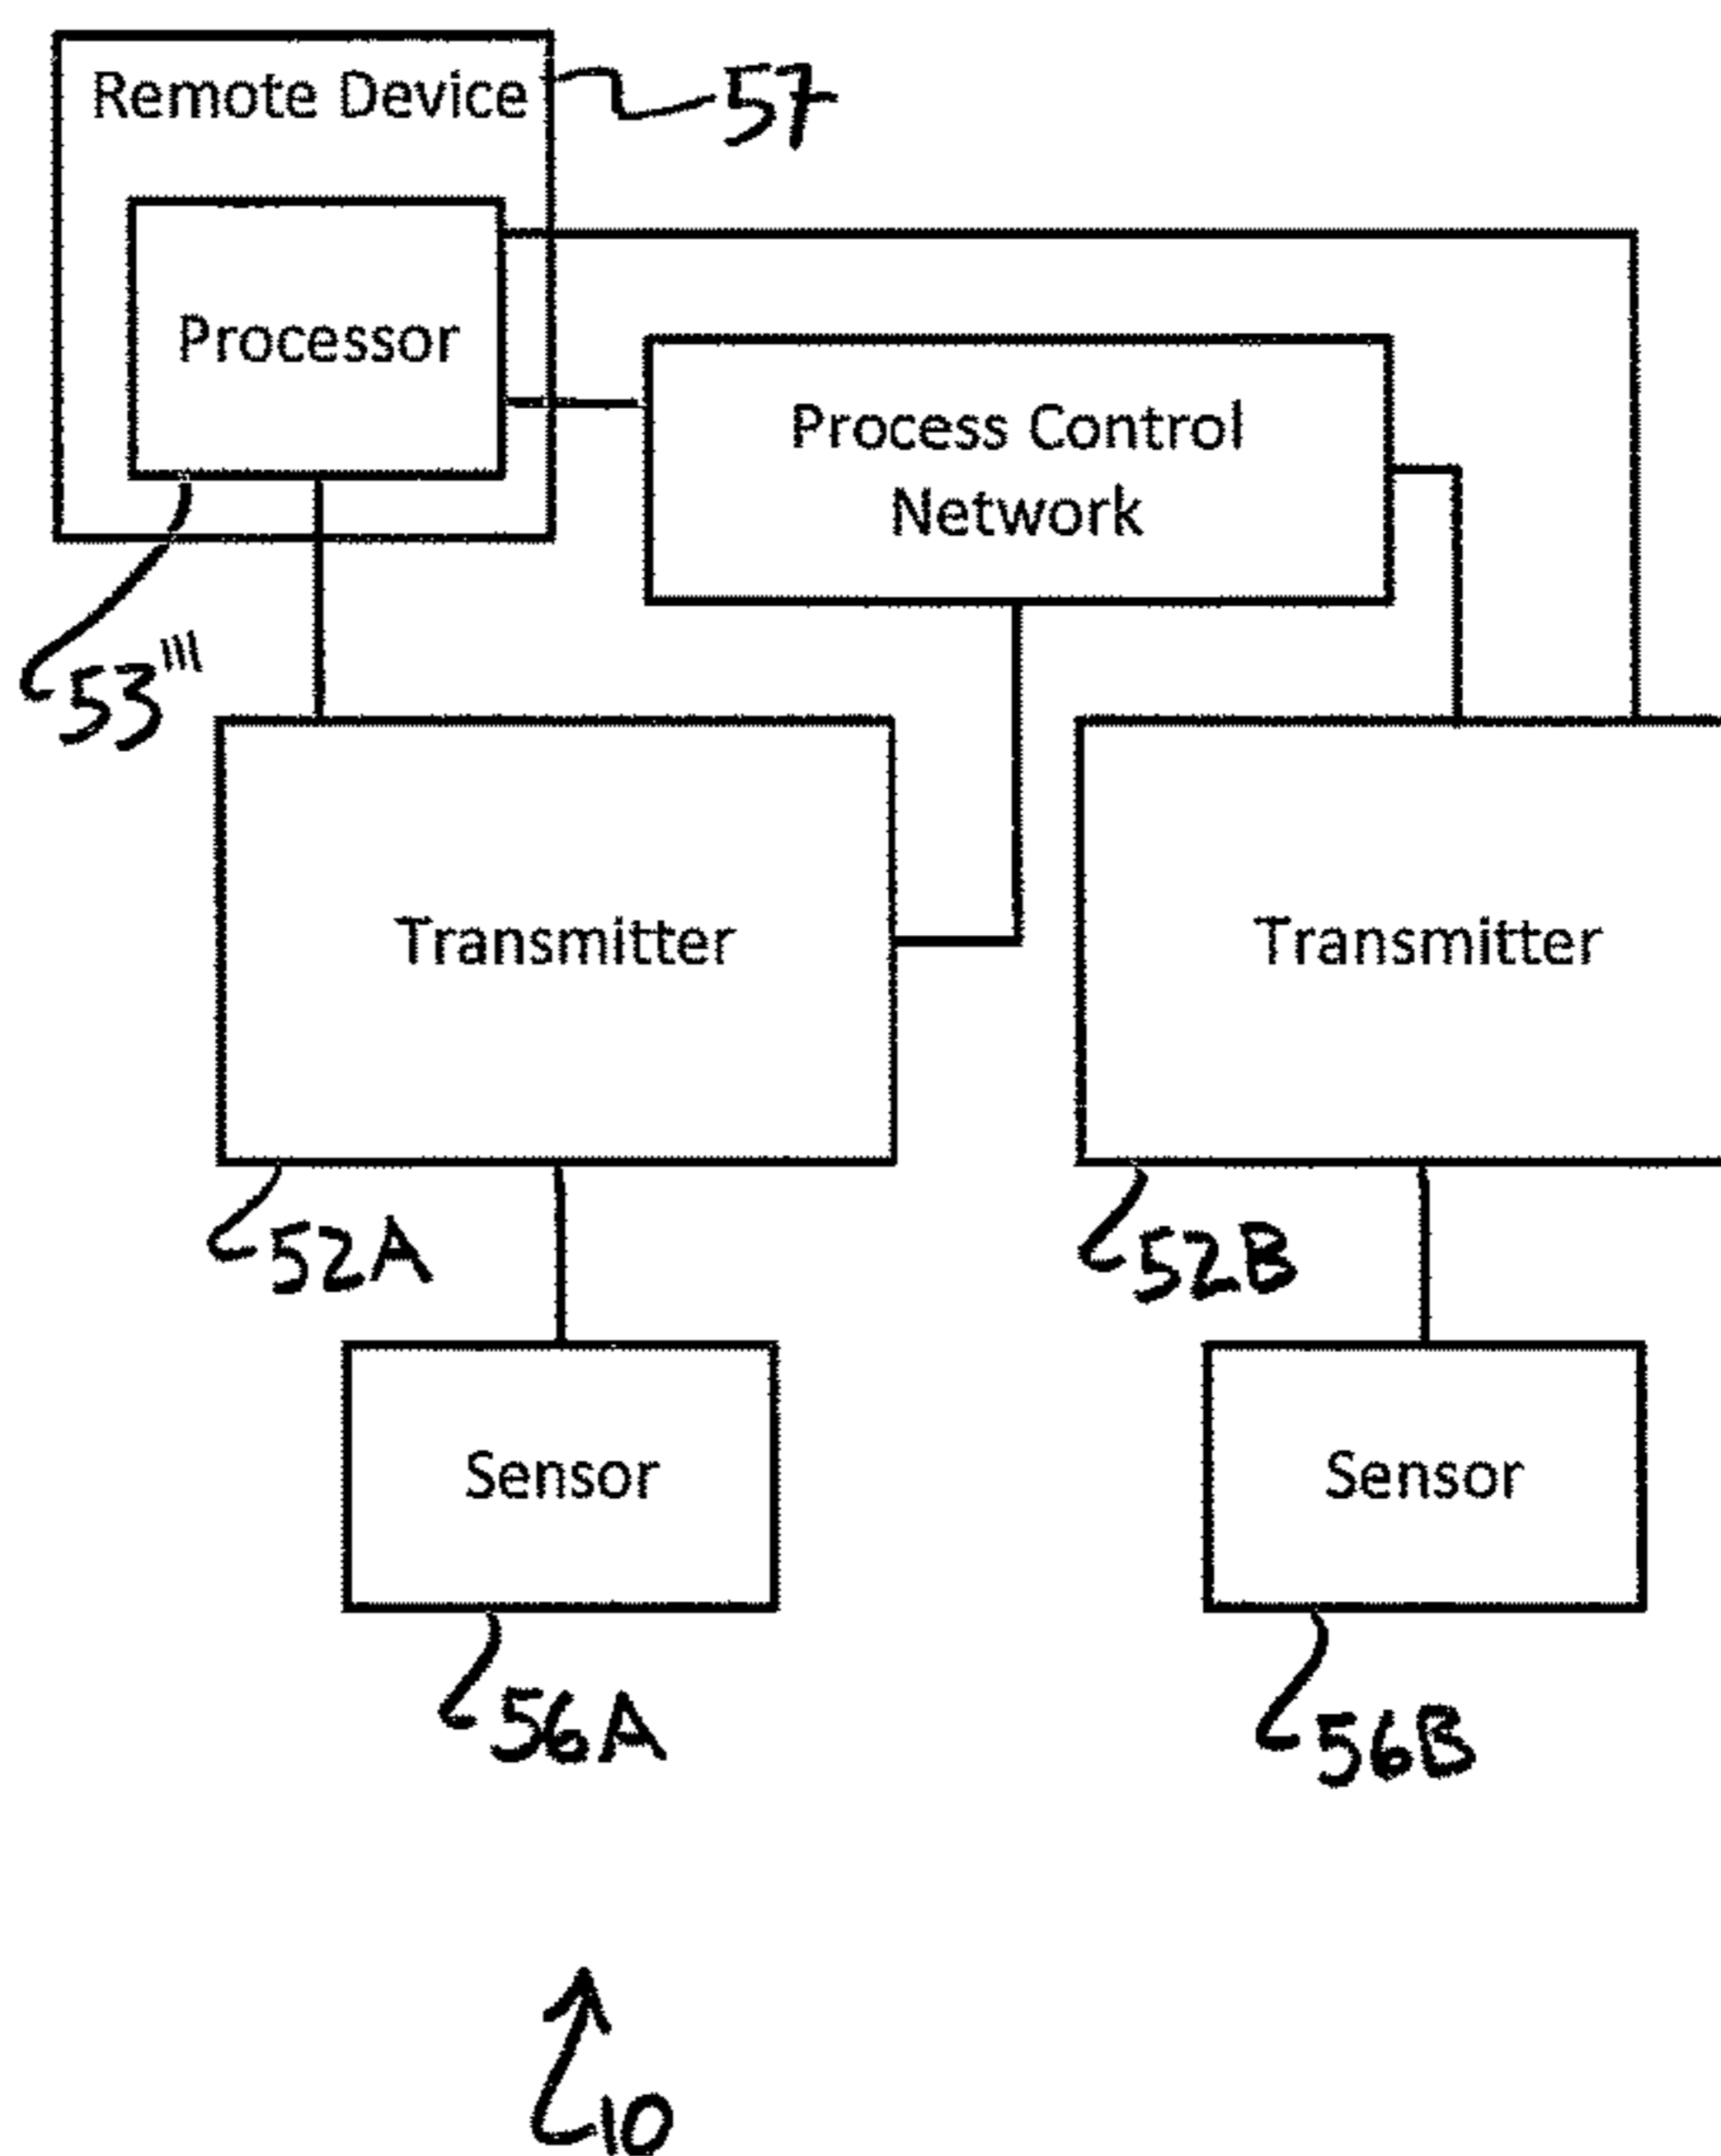 Remote Device
57
Processor
Process Control
Network
53'''
Transmitter
Transmitter
52A
52B
Sensor
Sensor
56A
56B
10